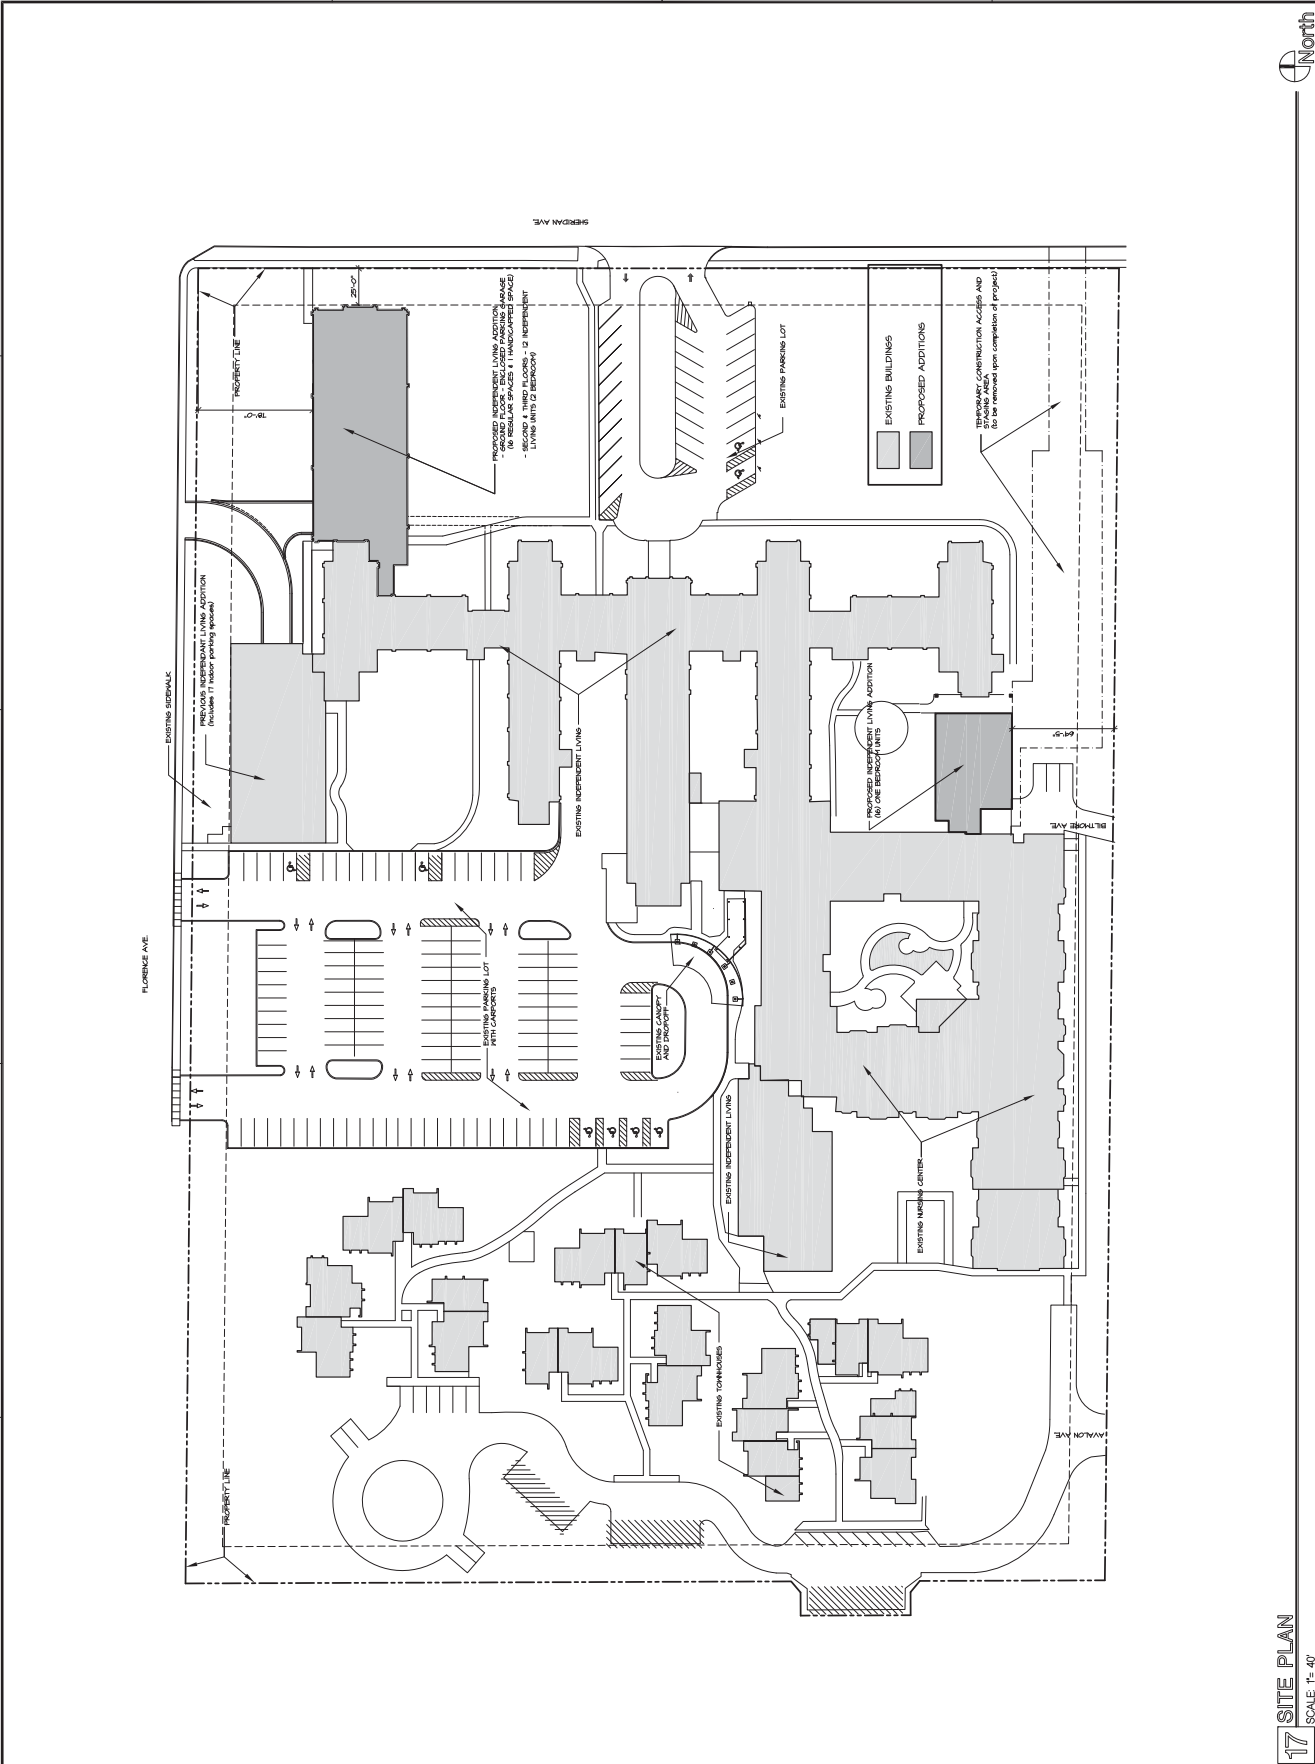 SHERIDAN AVE.
PROPERTY LINE
25'-0"
78'-0"
PROPOSED INDEPENDENT LIVING ADDITION
- GROUND FLOOR - ENCLOSED PARKING GARAGE
(16 REGULAR SPACES & 1 HANDICAPPED SPACE)
- SECOND & THIRD FLOORS - 12 INDEPENDENT
LIVING UNITS (2 BEDROOM)
EXISTING PARKING LOT
EXISTING BUILDINGS
PROPOSED ADDITIONS
TEMPORARY CONSTRUCTION ACCESS AND
STAGING AREA
(to be removed upon completion of project)
EXISTING SIDEWALK
PREVIOUS INDEPENDANT LIVING ADDITION
(includes 17 indoor parking spaces)
EXISTING INDEPENDENT LIVING
PROPOSED INDEPENDENT LIVING ADDITION
(16) ONE BEDROOM UNITS
BILTMORE AVE.
FLORENCE AVE.
EXISTING PARKING LOT
WITH CARPORTS
EXISTING CANOPY
AND DROPOFF
EXISTING INDEPENDENT LIVING
EXISTING NURSING CENTER
EXISTING TOWNHOUSES
AVALON AVE.
PROPERTY LINE
17 SITE PLAN
SCALE: 1"= 40'
North